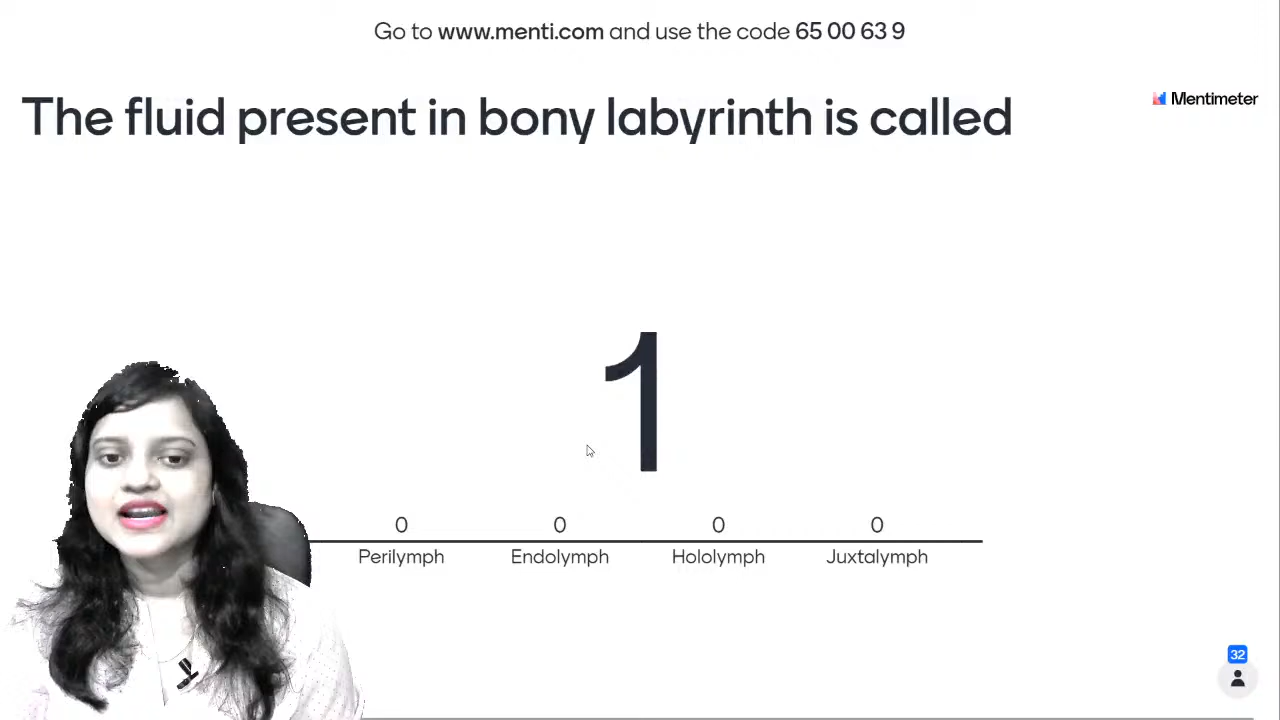 Go to www.menti.com and use the code 65 00 63 9
The fluid present in bony labyrinth is called
Mentimeter
1
0 0 0 0
Perilymph Endolymph Hololymph Juxtalymph
32